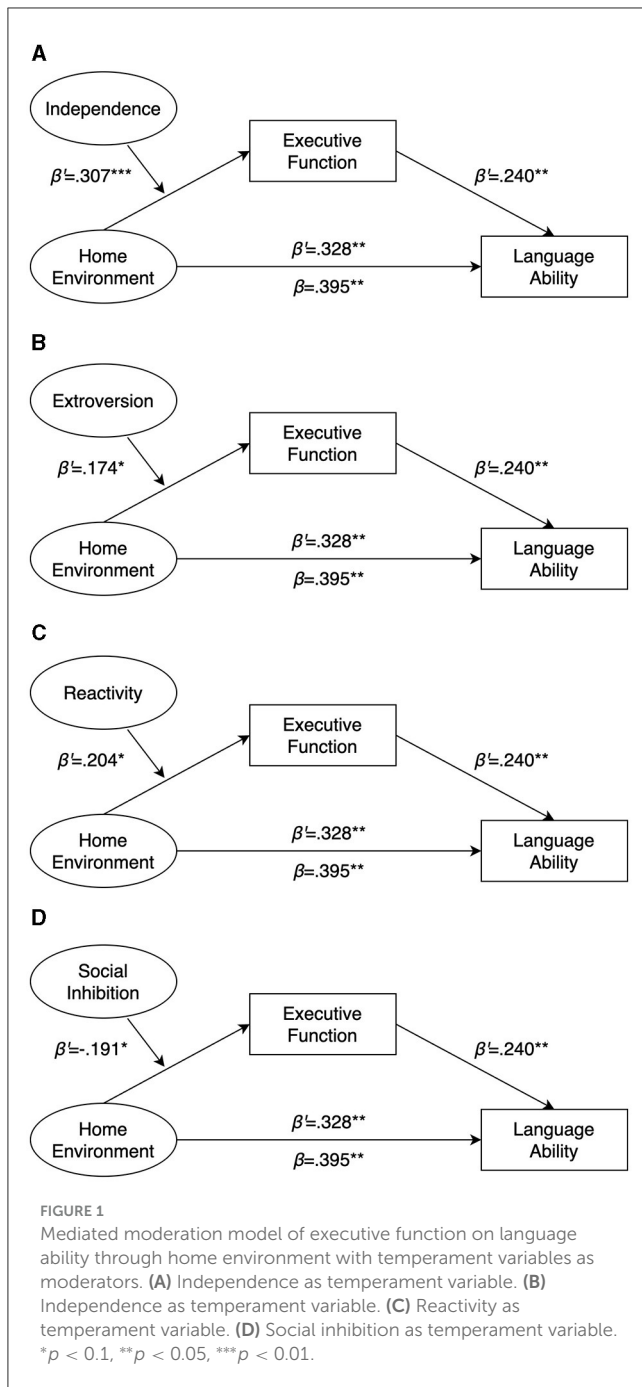 A
Independence
Executive
Function
β'=.307***
β'=.240**
Home
Environment
β'=.328**
β=.395**
Language
Ability
B
Extroversion
Executive
Function
β'=.174*
β'=.240**
Home
Environment
β'=.328**
β=.395**
Language
Ability
C
Reactivity
Executive
Function
β'=.204*
β'=.240**
Home
Environment
β'=.328**
β=.395**
Language
Ability
D
Social
Inhibition
Executive
Function
β'=-.191*
β'=.240**
Home
Environment
β'=.328**
β=.395**
Language
Ability
FIGURE 1
Mediated moderation model of executive function on language
ability through home environment with temperament variables as
moderators. (A) Independence as temperament variable. (B)
Independence as temperament variable. (C) Reactivity as
temperament variable. (D) Social inhibition as temperament variable.
*p < 0.1, **p < 0.05, ***p < 0.01.